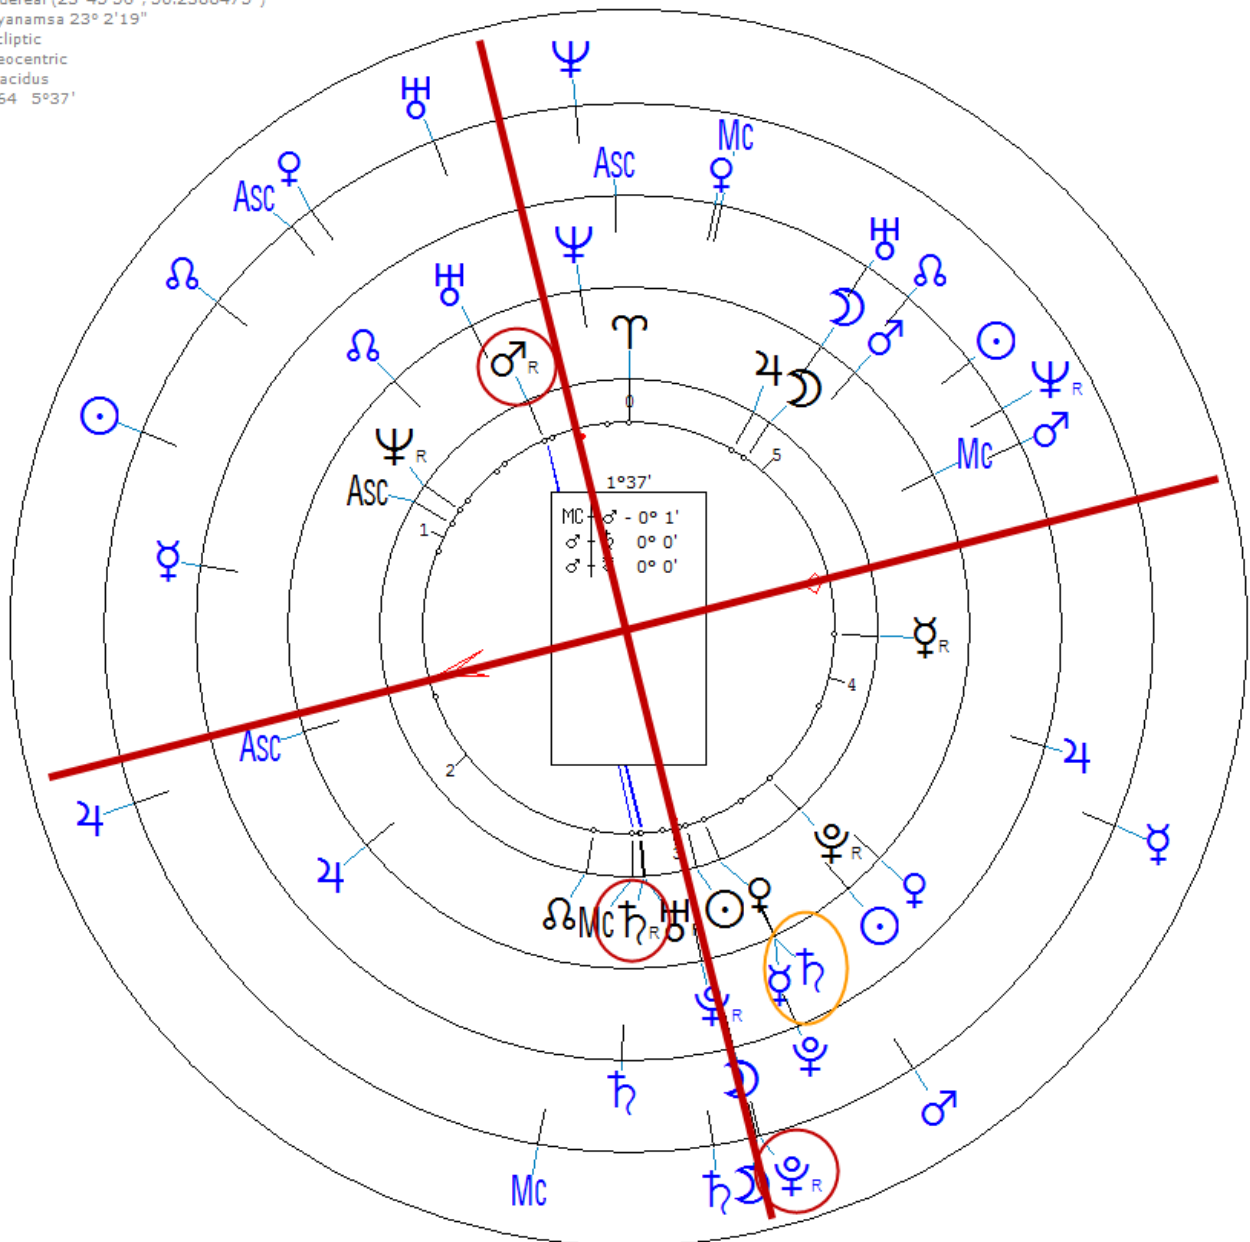 yanamsa 23° 2'19"
cliptic
eocentric
acidus
64 5°37'
Mc
Asc
Asc
0
Mc
R
R
R
5
Asc
1
1°37'
MC ♂ - 0° 1'
♂ 0° 0'
♂ 0° 0'
R
4
Asc
2
R
3
Mc
R
R
Mc
R